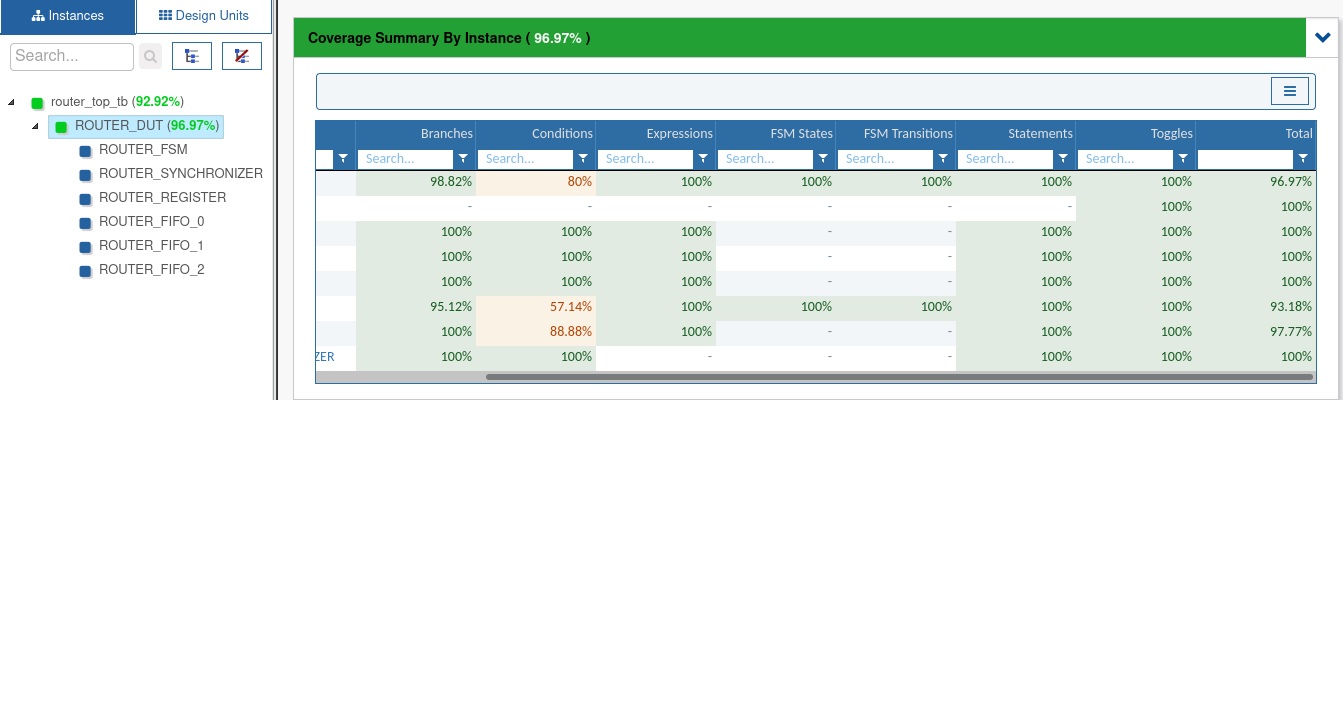 Instances
Design Units
Search...
router_top_tb (92.92%)
ROUTER_DUT (96.97%)
ROUTER_FSM
ROUTER_SYNCHRONIZER
ROUTER_REGISTER
ROUTER_FIFO_0
ROUTER_FIFO_1
ROUTER_FIFO_2
Coverage Summary By Instance ( 96.97% )
Branches Conditions Expressions FSM States FSM Transitions Statements Toggles Total
Search... Search... Search... Search... Search... Search... Search...
98.82% 80% 100% 100% 100% 100% 100% 96.97%
- - - - - - 100% 100%
100% 100% 100% - - 100% 100% 100%
100% 100% 100% - - 100% 100% 100%
100% 100% 100% - - 100% 100% 100%
95.12% 57.14% 100% 100% 100% 100% 100% 93.18%
100% 88.88% 100% - - 100% 100% 97.77%
ZER 100% 100% - - - 100% 100% 100%